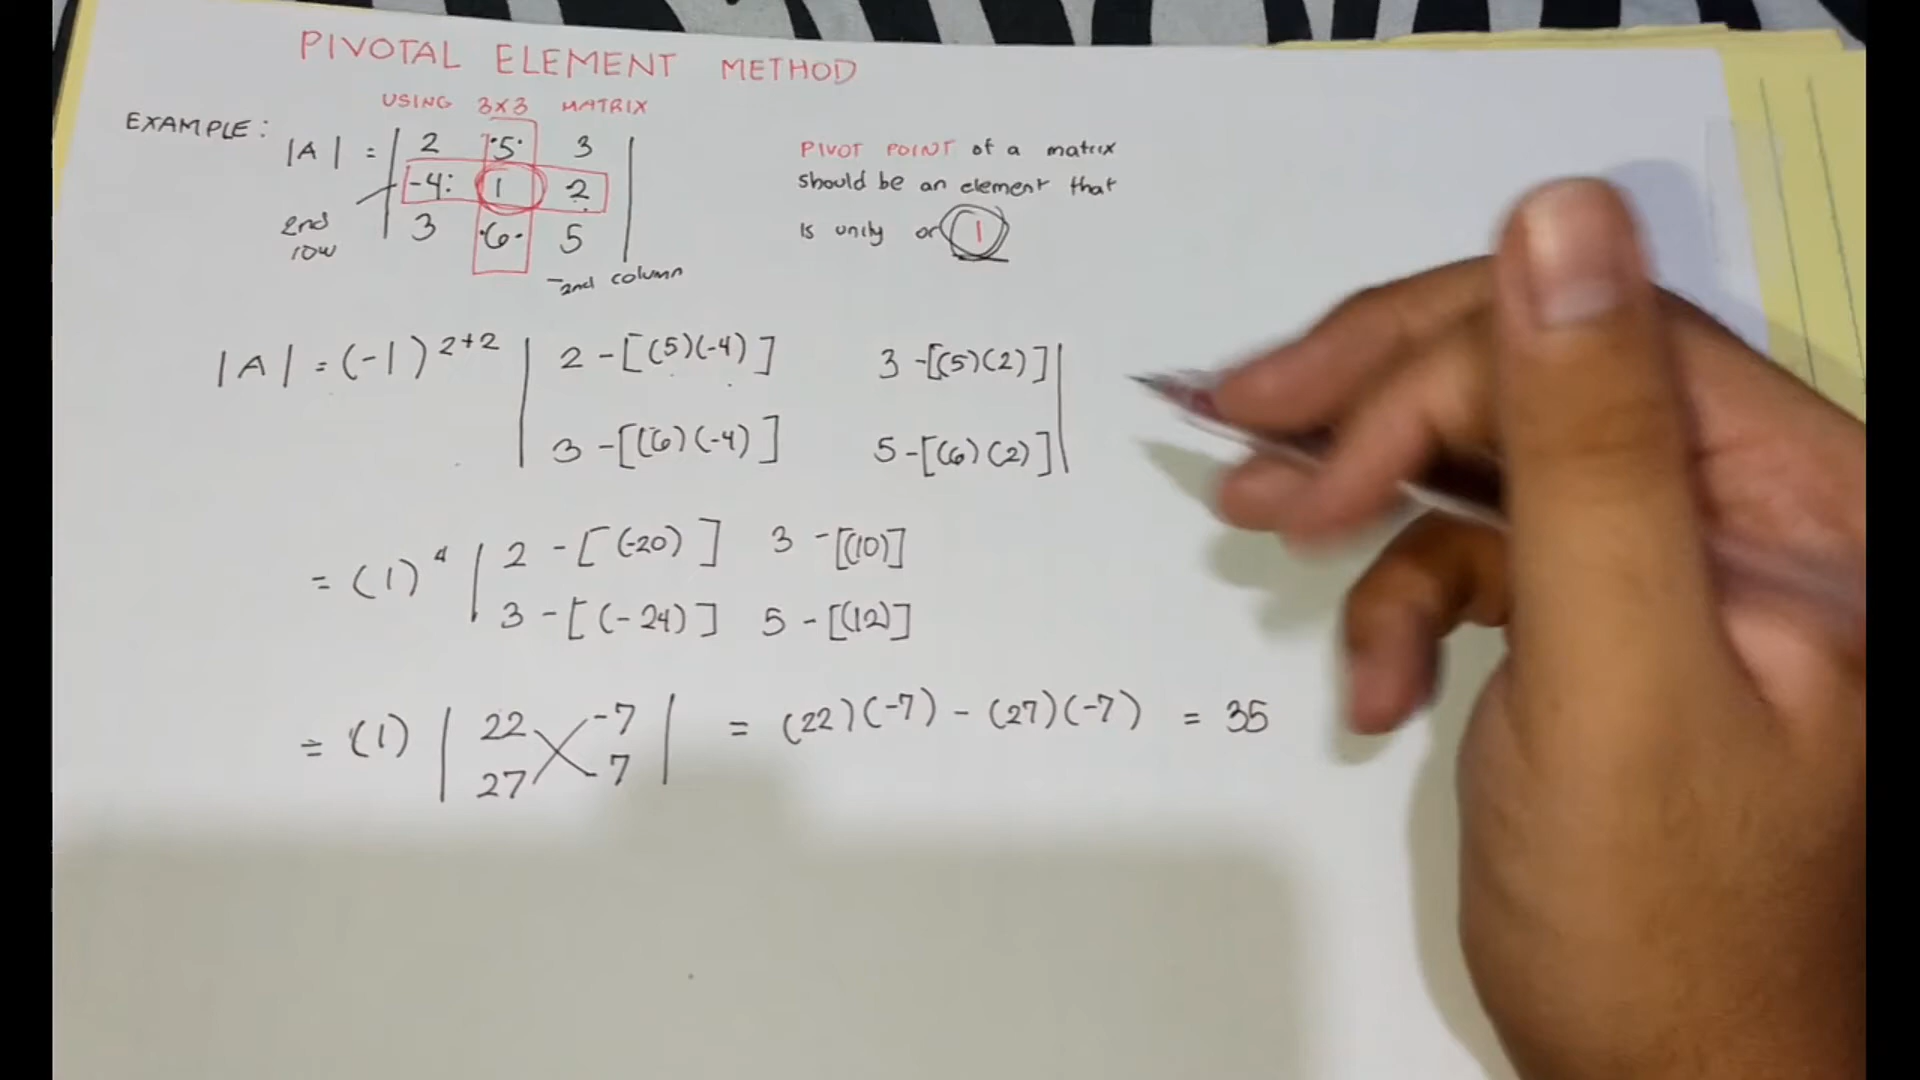 PIVOTAL ELEMENT METHOD
USING 3x3 MATRIX
EXAMPLE:
|A| = | 2 5 3 |
| -4 1 2 |
| 3 6 5 |
2nd row
2nd column
PIVOT POINT of a matrix
should be an element that
is unity or 1
|A| = (-1)^2+2 | 2 -[(5)(-4)] 3 -[(5)(2)] |
| 3 -[(6)(-4)] 5 -[(6)(2)] |
= (1)^4 | 2 -[(-20)] 3 -[(10)]
3 -[(-24)] 5 -[(12)]
= (1) | 22 -7 | = (22)(-7) - (27)(-7) = 35
| 27 7 |